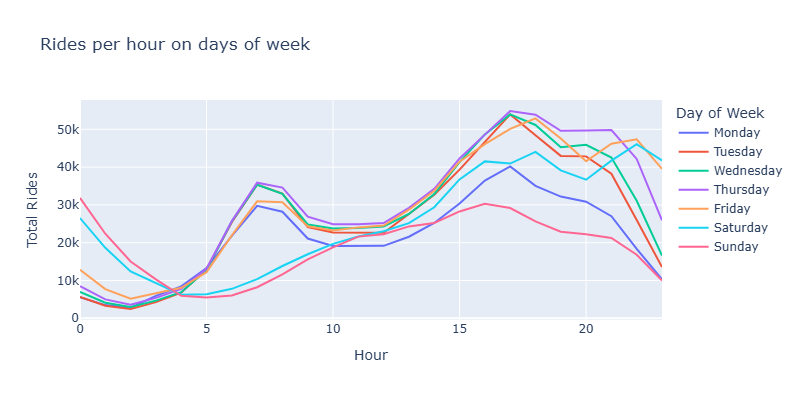 Rides per hour on days of week
Day of Week
Monday
Tuesday
Wednesday
Thursday
Friday
Saturday
Sunday
Total Rides
50k
40k
30k
20k
10k
0
0
5
10
15
20
Hour